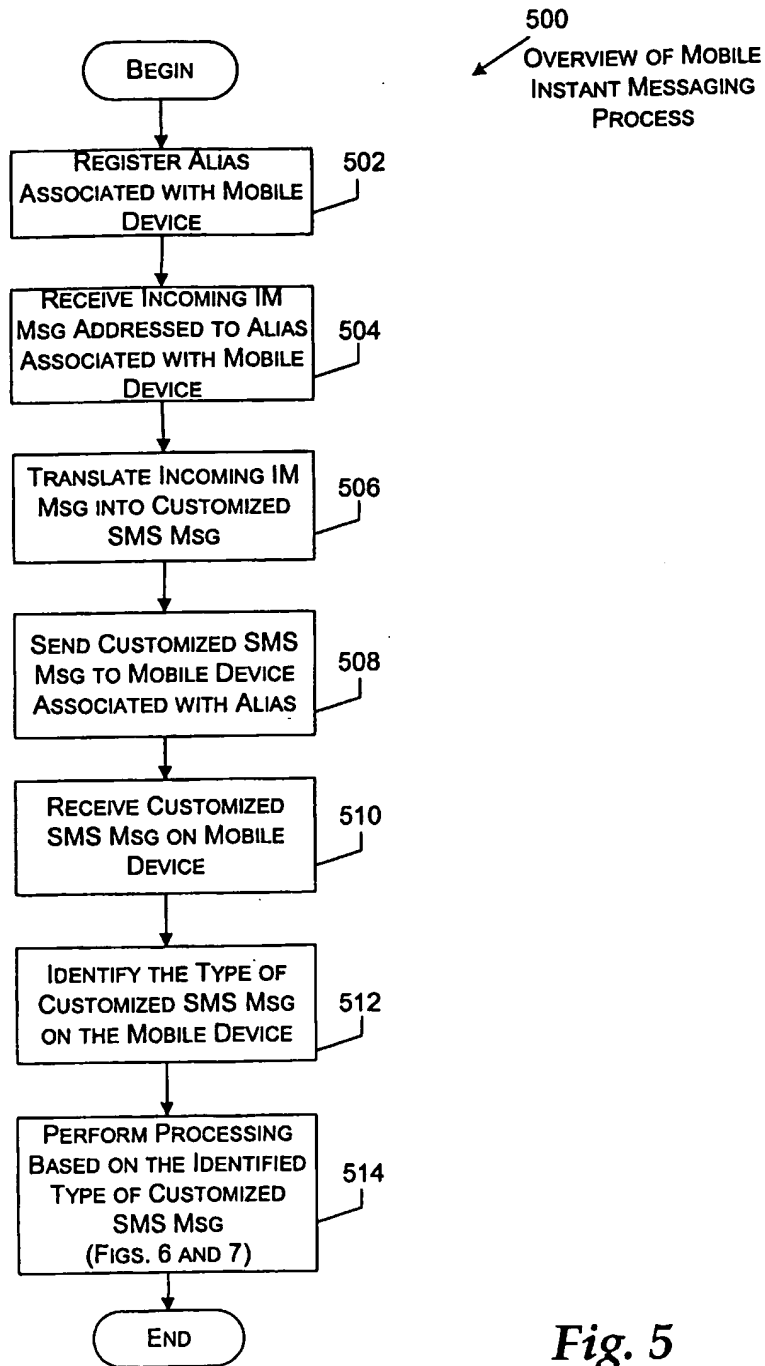 500
OVERVIEW OF MOBILE
INSTANT MESSAGING
PROCESS
BEGIN
REGISTER ALIAS
ASSOCIATED WITH MOBILE
DEVICE
502
RECEIVE INCOMING IM
MSG ADDRESSED TO ALIAS
ASSOCIATED WITH MOBILE
DEVICE
504
TRANSLATE INCOMING IM
MSG INTO CUSTOMIZED
SMS MSG
506
SEND CUSTOMIZED SMS
MSG TO MOBILE DEVICE
ASSOCIATED WITH ALIAS
508
RECEIVE CUSTOMIZED
SMS MSG ON MOBILE
DEVICE
510
IDENTIFY THE TYPE OF
CUSTOMIZED SMS MSG
ON THE MOBILE DEVICE
512
PERFORM PROCESSING
BASED ON THE IDENTIFIED
TYPE OF CUSTOMIZED
SMS MSG
(FIGS. 6 AND 7)
514
END
Fig. 5